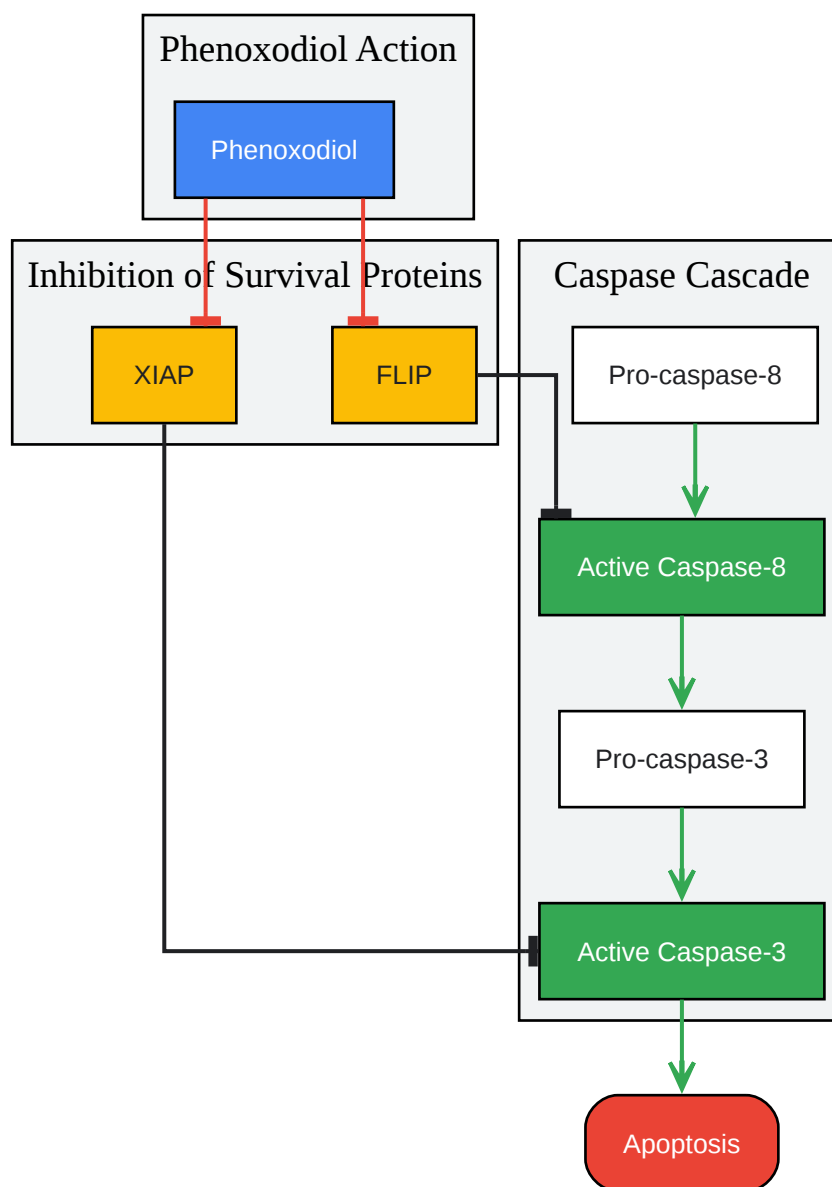 Phenoxodiol Action
Phenoxodiol
Inhibition of Survival Proteins
XIAP
FLIP
Caspase Cascade
Pro-caspase-8
Active Caspase-8
Pro-caspase-3
Active Caspase-3
Apoptosis